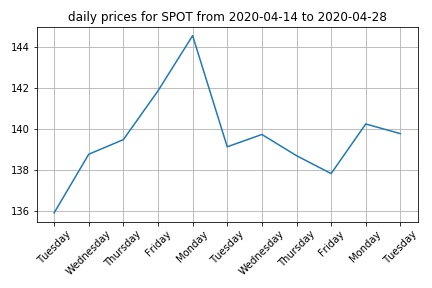 daily prices for SPOT from 2020-04-14 to 2020-04-28
144
142
140
138
136
Tuesday
Wednesday
Thursday
Friday
Monday
Tuesday
Wednesday
Thursday
Friday
Monday
Tuesday